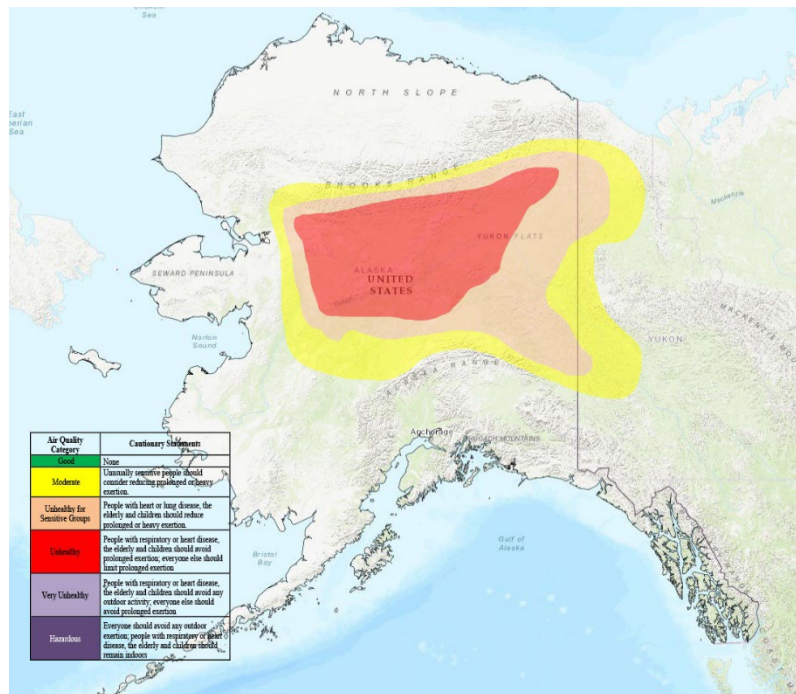 Sea
East
Sea
NORTH SLOPE
BROOKS RANGE
Mackenzie
YUKON FLATS
SEWARD PENINSULA
ALASKA
UNITED
STATES
Norton
Sound
YUKON
ALASKA RANGE
Anchorage
Bristol
Bay
Gulf of
Alaska
Air Quality
Category
Cautionary Statements
Good
None
Moderate
Unusually sensitive people should
consider reducing prolonged or heavy
exertion.
Unhealthy for
Sensitive Groups
People with heart or lung disease, the
elderly and children should reduce
prolonged or heavy exertion.
Unhealthy
People with respiratory or heart disease,
the elderly and children should avoid
prolonged exertion; everyone else should
limit prolonged exertion
Very Unhealthy
People with respiratory or heart disease,
the elderly and children should avoid any
outdoor activity; everyone else should
avoid prolonged exertion
Hazardous
Everyone should avoid any outdoor
exertion; people with respiratory or heart
disease, the elderly and children should
remain indoors